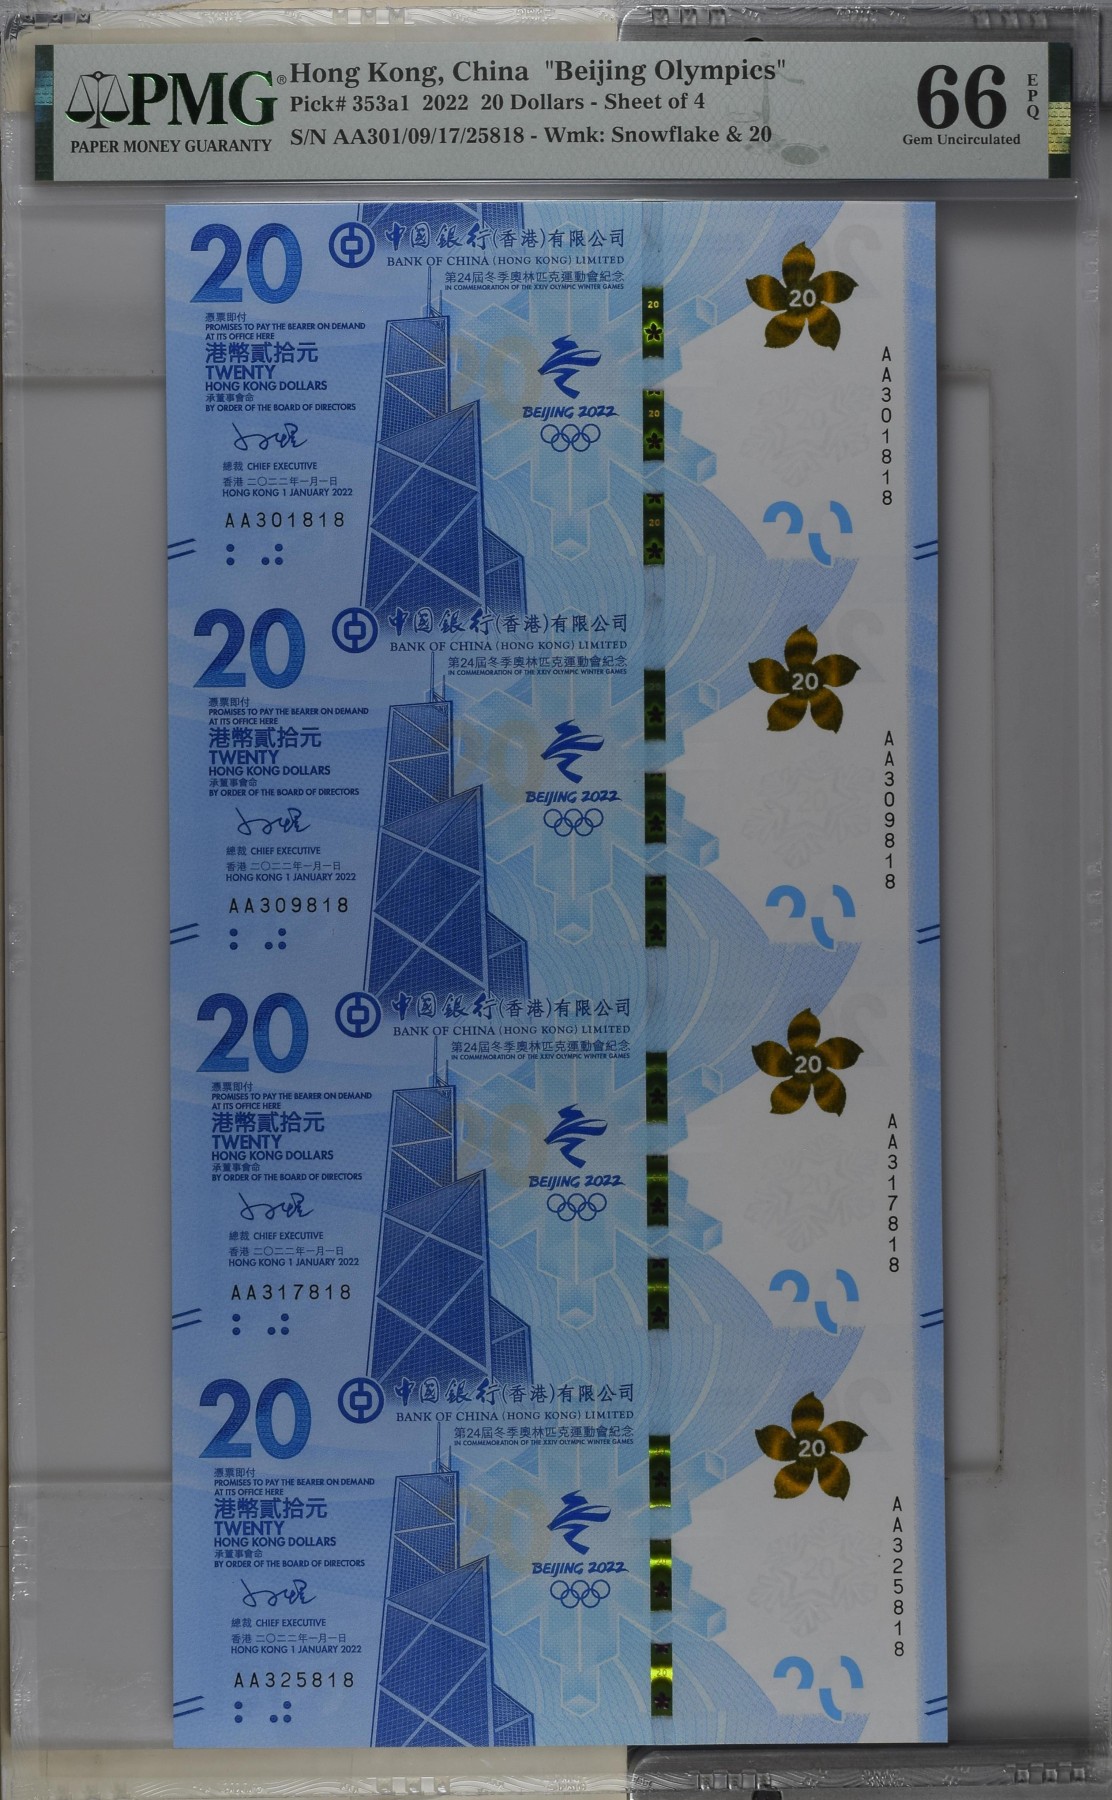 PMG®
PAPER MONEY GUARANTY
Hong Kong, China "Beijing Olympics"
Pick# 353a1 2022 20 Dollars - Sheet of 4
S/N AA301/09/17/25818 - Wmk: Snowflake & 20
66
EPQ
Gem Uncirculated
20
中国银行(香港)有限公司
BANK OF CHINA (HONG KONG) LIMITED
第24屆冬季奧林匹克運動會紀念
IN COMMEMORATION OF THE XXIV OLYMPIC WINTER GAMES
憑票即付
PROMISES TO PAY THE BEARER ON DEMAND
AT ITS OFFICE HERE
港幣貳拾元
TWENTY
HONG KONG DOLLARS
承董事會命
BY ORDER OF THE BOARD OF DIRECTORS
總裁 CHIEF EXECUTIVE
香港 二〇二二年一月一日
HONG KONG 1 JANUARY 2022
AA301818
BEIJING 2022
20
20
20
20
AA301818
20
20
中国银行(香港)有限公司
BANK OF CHINA (HONG KONG) LIMITED
第24屆冬季奧林匹克運動會紀念
IN COMMEMORATION OF THE XXIV OLYMPIC WINTER GAMES
憑票即付
PROMISES TO PAY THE BEARER ON DEMAND
AT ITS OFFICE HERE
港幣貳拾元
TWENTY
HONG KONG DOLLARS
承董事會命
BY ORDER OF THE BOARD OF DIRECTORS
總裁 CHIEF EXECUTIVE
香港 二〇二二年一月一日
HONG KONG 1 JANUARY 2022
AA309818
BEIJING 2022
20
AA309818
20
20
中国银行(香港)有限公司
BANK OF CHINA (HONG KONG) LIMITED
第24屆冬季奧林匹克運動會紀念
IN COMMEMORATION OF THE XXIV OLYMPIC WINTER GAMES
憑票即付
PROMISES TO PAY THE BEARER ON DEMAND
AT ITS OFFICE HERE
港幣貳拾元
TWENTY
HONG KONG DOLLARS
承董事會命
BY ORDER OF THE BOARD OF DIRECTORS
總裁 CHIEF EXECUTIVE
香港 二〇二二年一月一日
HONG KONG 1 JANUARY 2022
AA317818
BEIJING 2022
20
AA317818
20
20
中国银行(香港)有限公司
BANK OF CHINA (HONG KONG) LIMITED
第24屆冬季奧林匹克運動會紀念
IN COMMEMORATION OF THE XXIV OLYMPIC WINTER GAMES
憑票即付
PROMISES TO PAY THE BEARER ON DEMAND
AT ITS OFFICE HERE
港幣貳拾元
TWENTY
HONG KONG DOLLARS
承董事會命
BY ORDER OF THE BOARD OF DIRECTORS
總裁 CHIEF EXECUTIVE
香港 二〇二二年一月一日
HONG KONG 1 JANUARY 2022
AA325818
BEIJING 2022
20
AA325818
20